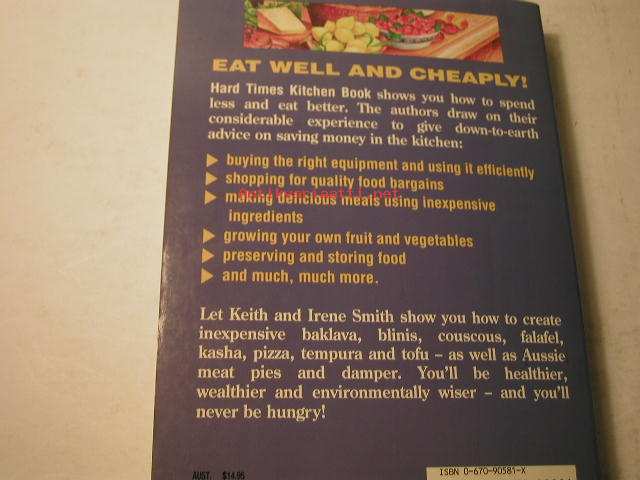 EAT WELL AND CHEAPLY!
Hard Times Kitchen Book shows you how to spend
less and eat better. The authors draw on their
considerable experience to give down-to-earth
advice on saving money in the kitchen:
buying the right equipment and using it efficiently
shopping for quality food bargains
making delicious meals using inexpensive
ingredients
growing your own fruit and vegetables
preserving and storing food
and much, much more.
Let Keith and Irene Smith show you how to create
inexpensive baklava, blinis, couscous, falafel,
kasha, pizza, tempura and tofu – as well as Aussie
meat pies and damper. You'll be healthier,
wealthier and environmentally wiser – and you'll
never be hungry!
AUST. $14.95
ISBN 0-670-90581-X